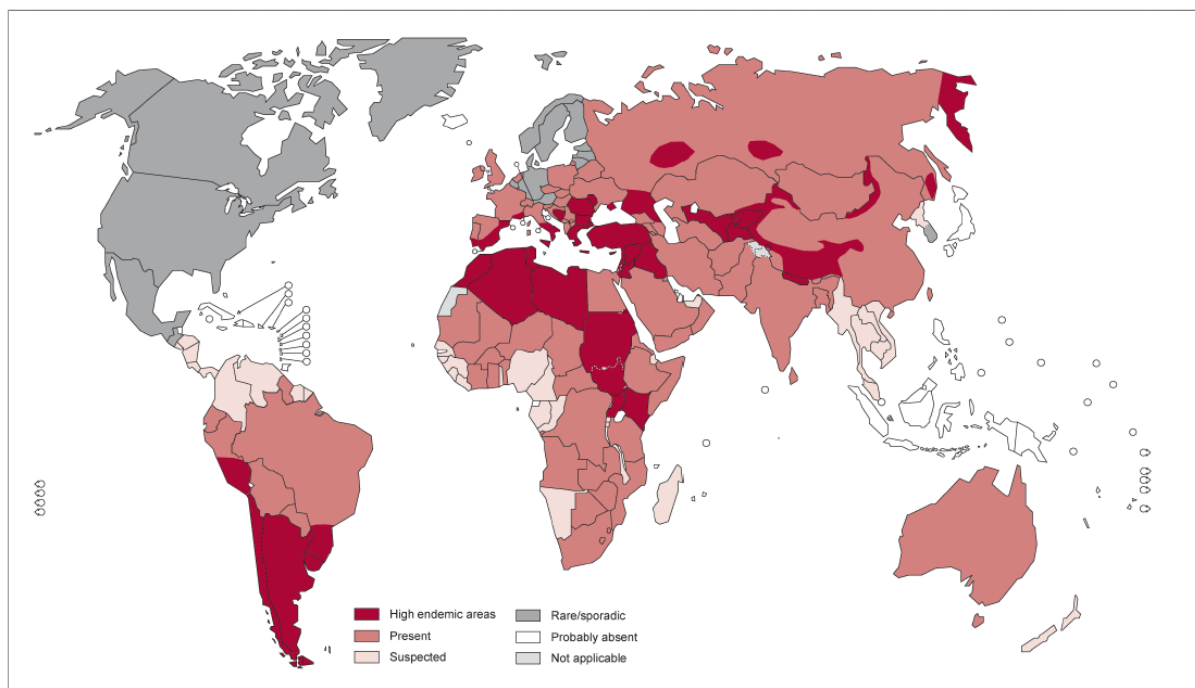 High endemic areas
Present
Suspected
Rare/sporadic
Probably absent
Not applicable